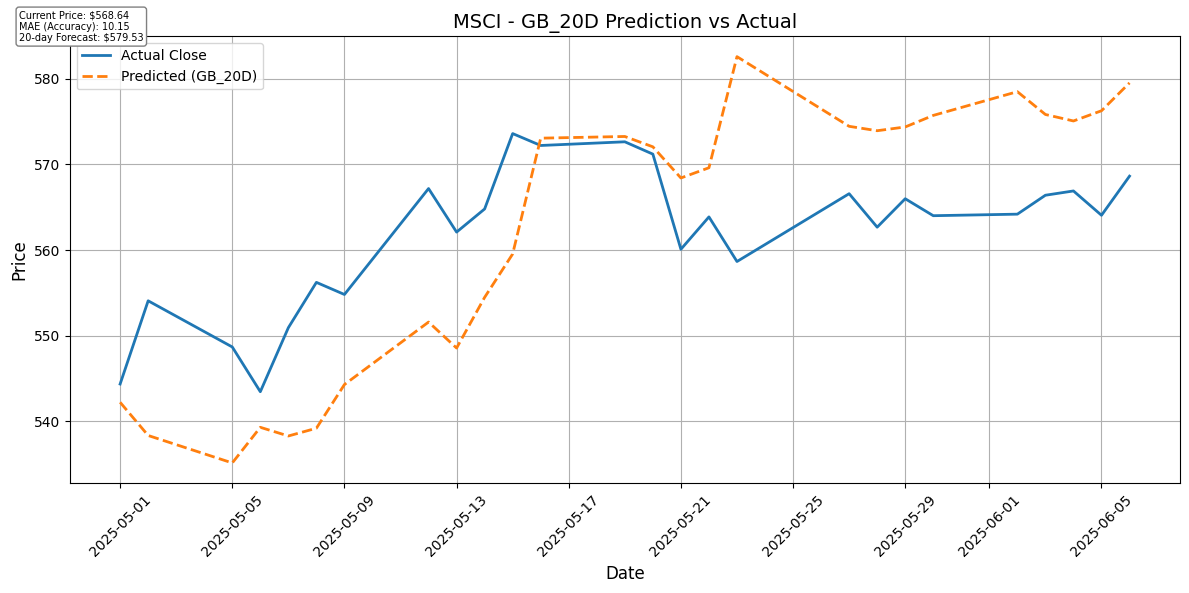 Current Price: $568.64
MAE (Accuracy): 10.15
20-day Forecast: $579.53
MSCI - GB_20D Prediction vs Actual
Actual Close
Predicted (GB_20D)
Price
580
570
560
550
540
2025-05-01
2025-05-05
2025-05-09
2025-05-13
2025-05-17
2025-05-21
2025-05-25
2025-05-29
2025-06-01
2025-06-05
Date